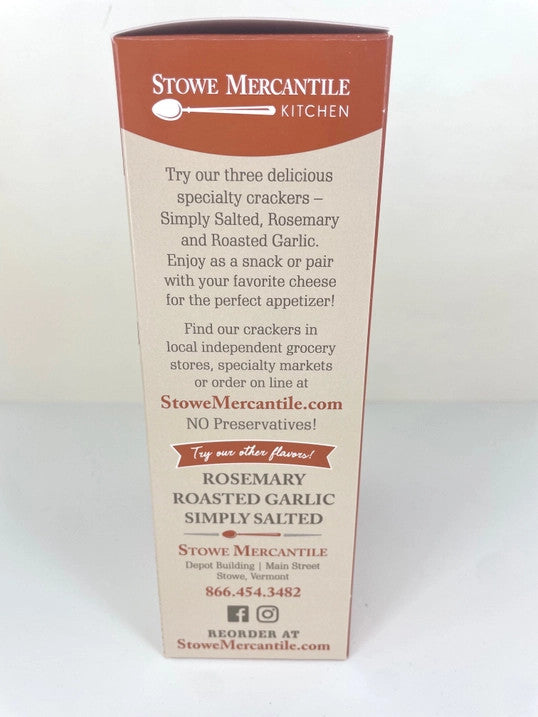 STOWE MERCANTILE
KITCHEN
Try our three delicious
specialty crackers –
Simply Salted, Rosemary
and Roasted Garlic.
Enjoy as a snack or pair
with your favorite cheese
for the perfect appetizer!
Find our crackers in
local independent grocery
stores, specialty markets
or order on line at
StoweMercantile.com
NO Preservatives!
Try our other flavors!
ROSEMARY
ROASTED GARLIC
SIMPLY SALTED
STOWE MERCANTILE
Depot Building | Main Street
Stowe, Vermont
866.454.3482
REORDER AT
StoweMercantile.com